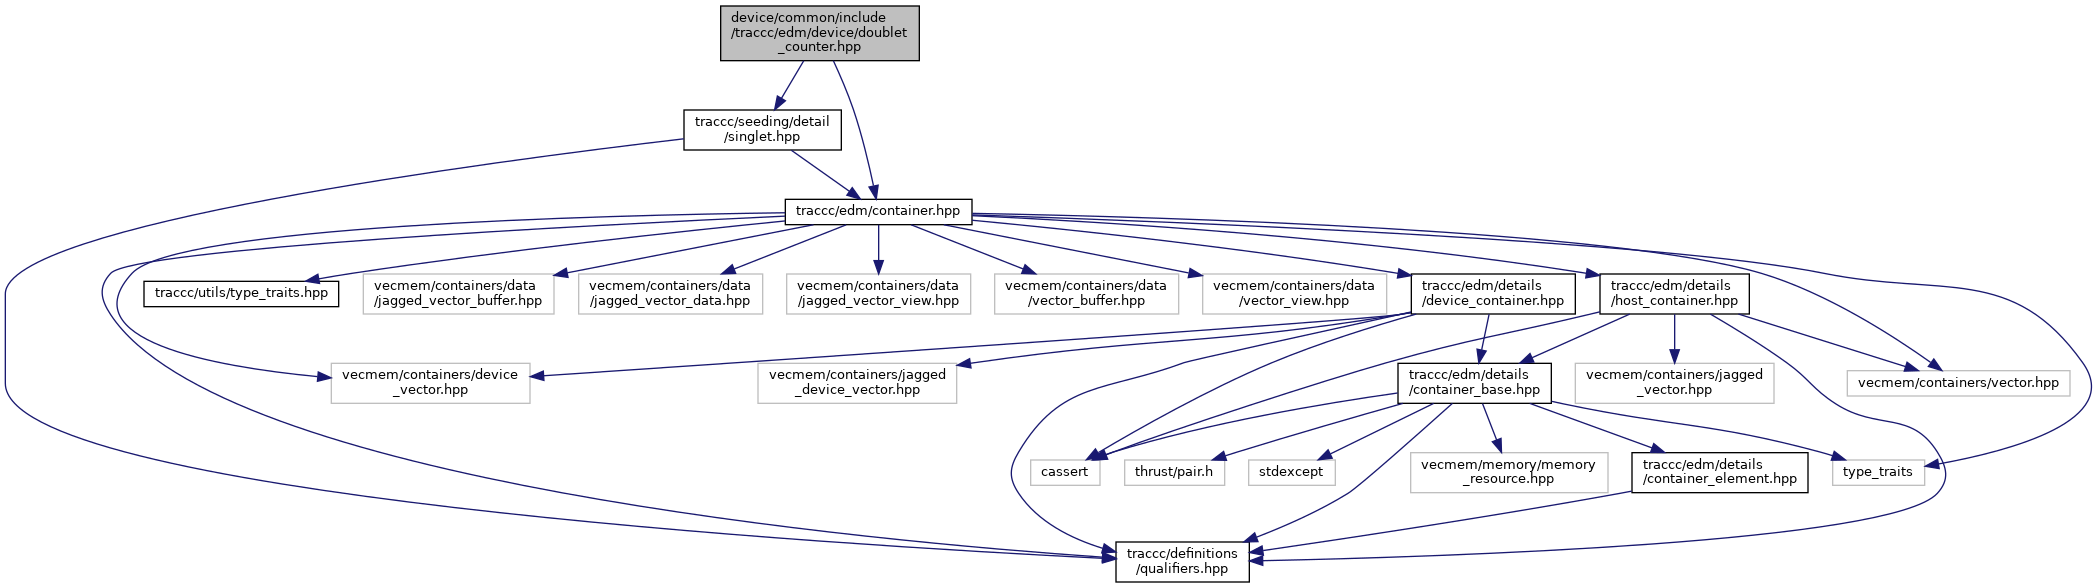 device/common/include
/traccc/edm/device/doublet
_counter.hpp
traccc/seeding/detail
/singlet.hpp
traccc/edm/container.hpp
traccc/utils/type_traits.hpp
vecmem/containers/data
/jagged_vector_buffer.hpp
vecmem/containers/data
/jagged_vector_data.hpp
vecmem/containers/data
/jagged_vector_view.hpp
vecmem/containers/data
/vector_buffer.hpp
vecmem/containers/data
/vector_view.hpp
traccc/edm/details
/device_container.hpp
traccc/edm/details
/host_container.hpp
vecmem/containers/device
_vector.hpp
vecmem/containers/jagged
_device_vector.hpp
traccc/edm/details
/container_base.hpp
vecmem/containers/jagged
_vector.hpp
vecmem/containers/vector.hpp
cassert
thrust/pair.h
stdexcept
vecmem/memory/memory
_resource.hpp
traccc/edm/details
/container_element.hpp
type_traits
traccc/definitions
/qualifiers.hpp